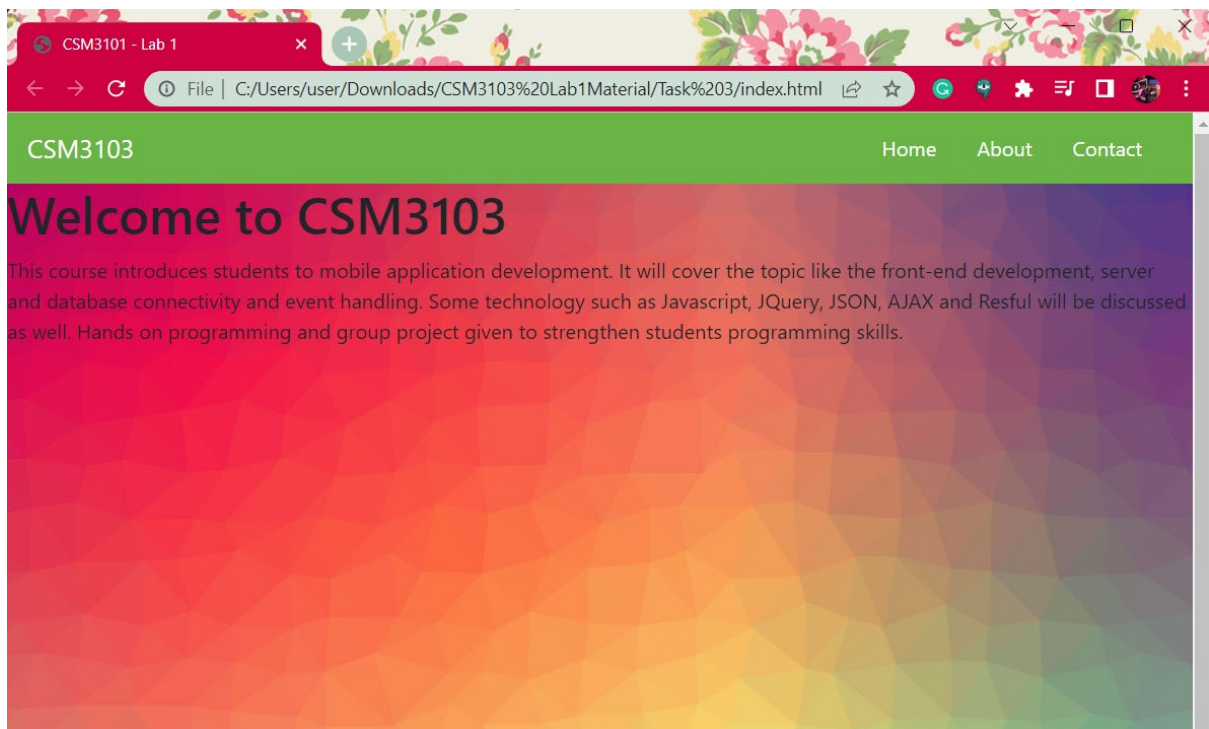 CSM3101 - Lab 1
File | C:/Users/user/Downloads/CSM3103%20Lab1Material/Task%203/index.html
CSM3103
Home About Contact
Welcome to CSM3103
This course introduces students to mobile application development. It will cover the topic like the front-end development, server
and database connectivity and event handling. Some technology such as Javascript, JQuery, JSON, AJAX and Resful will be discussed
as well. Hands on programming and group project given to strengthen students programming skills.